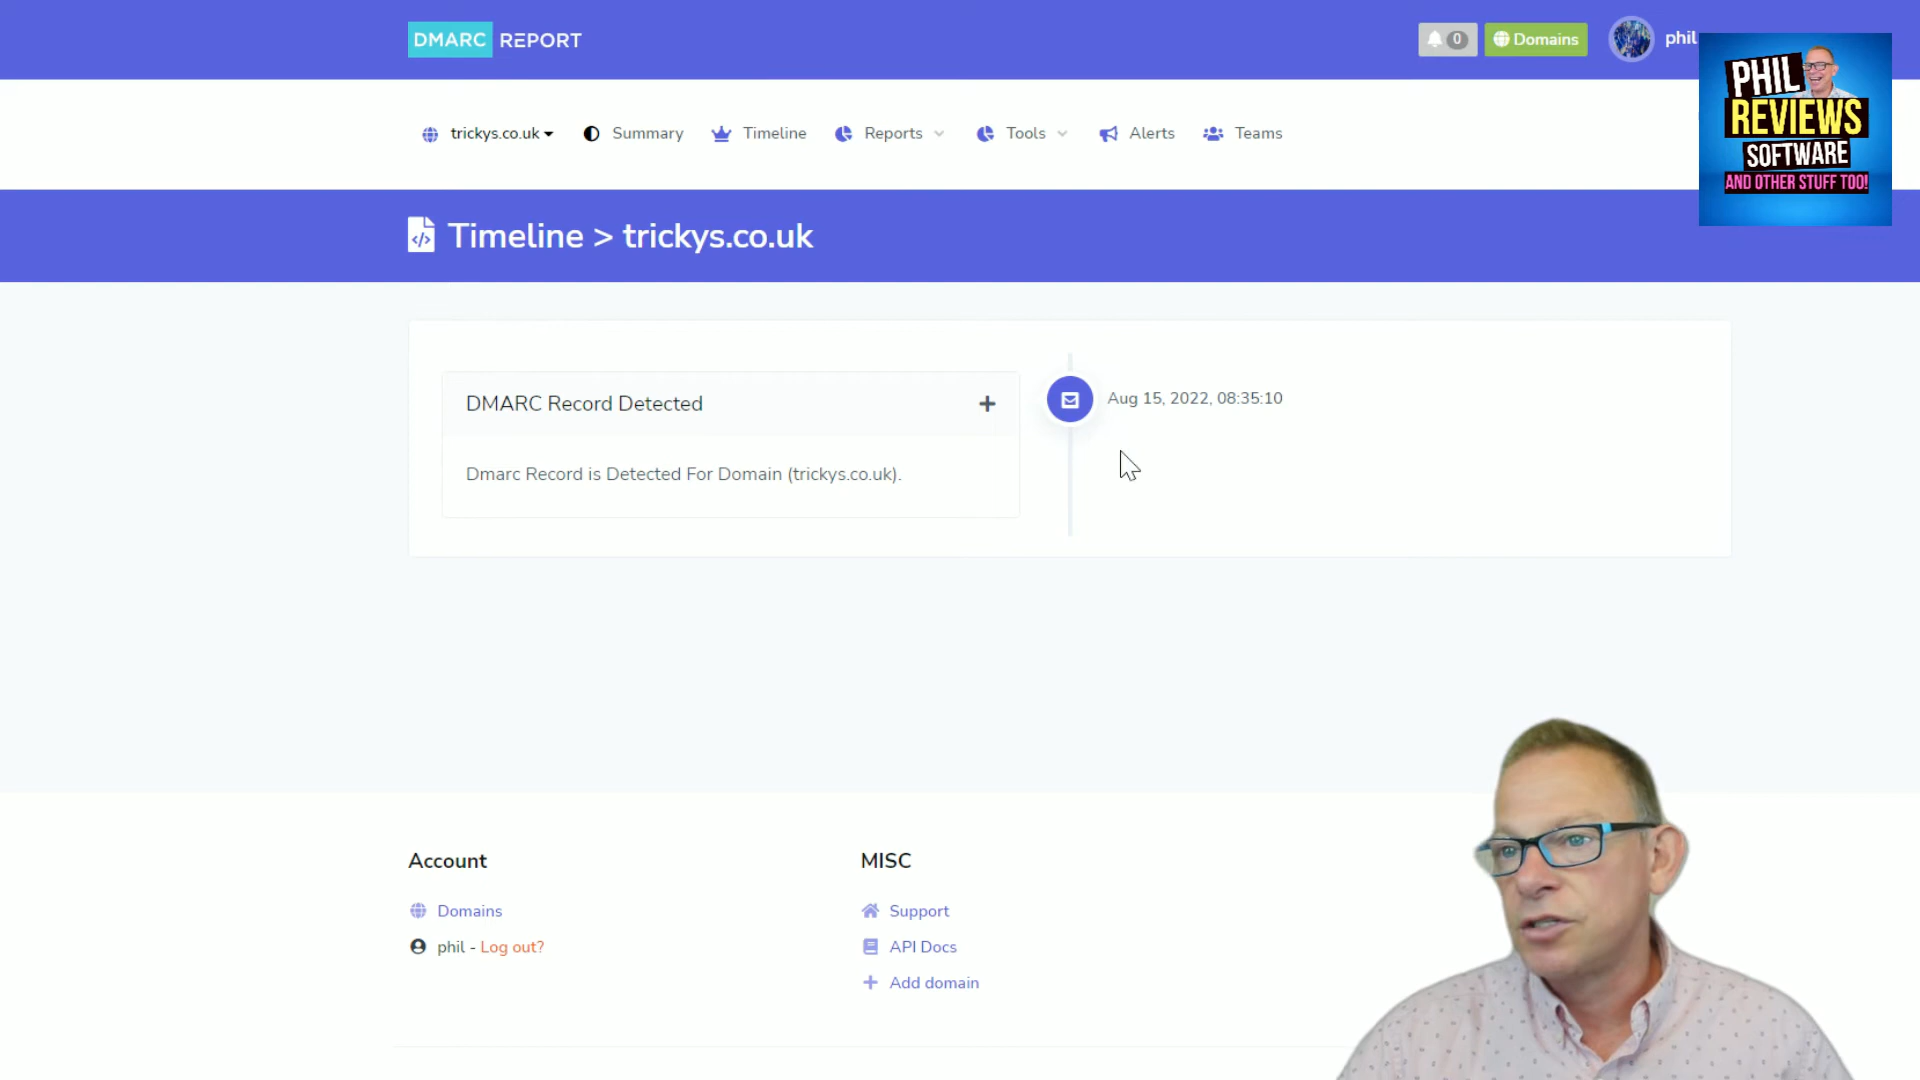 DMARC REPORT
0
Domains
phil
PHIL
REVIEWS
SOFTWARE
AND OTHER STUFF TOO!
trickys.co.uk
Summary
Timeline
Reports
Tools
Alerts
Teams
Timeline > trickys.co.uk
DMARC Record Detected
Aug 15, 2022, 08:35:10
Dmarc Record is Detected For Domain (trickys.co.uk).
Account
Domains
phil - Log out?
MISC
Support
API Docs
Add domain